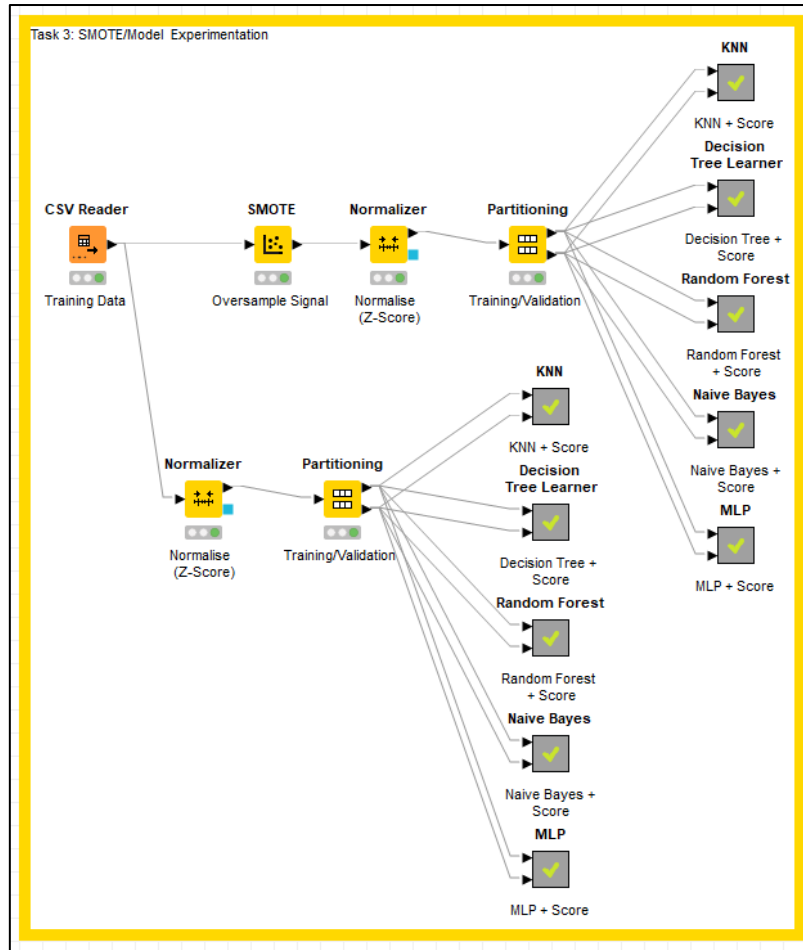 Task 3: SMOTE/Model Experimentation
KNN
KNN + Score
Decision
Tree Learner
Decision Tree +
Score
Random Forest
Random Forest
+ Score
Naive Bayes
Naive Bayes +
Score
MLP
MLP + Score
CSV Reader
Training Data
SMOTE
Oversample Signal
Normalizer
Normalise
(Z-Score)
Partitioning
Training/Validation
Normalizer
Normalise
(Z-Score)
Partitioning
Training/Validation
KNN
KNN + Score
Decision
Tree Learner
Decision Tree +
Score
Random Forest
Random Forest
+ Score
Naive Bayes
Naive Bayes +
Score
MLP
MLP + Score